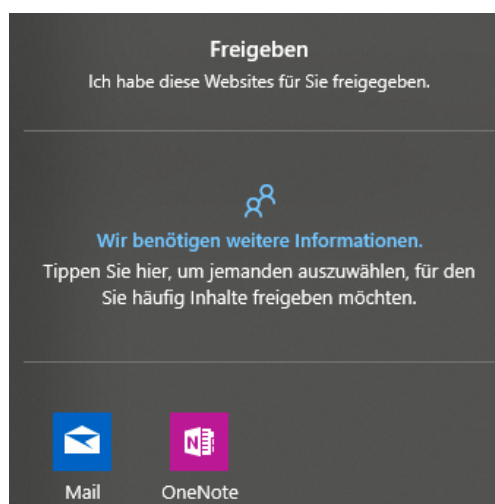 Freigeben
Ich habe diese Websites für Sie freigegeben.
Wir benötigen weitere Informationen.
Tippen Sie hier, um jemanden auszuwählen, für den
Sie häufig Inhalte freigeben möchten.
N
Mail OneNote